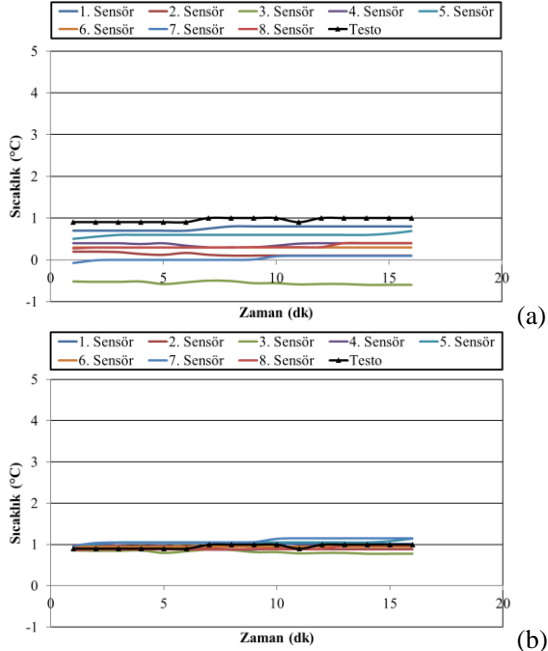 1. Sensör 2. Sensör 3. Sensör 4. Sensör 5. Sensör
6. Sensör 7. Sensör 8. Sensör Testo
5
4
3
2
1
0
-1
0 5 10 15 20
Sıcaklık (°C)
Zaman (dk)
(a)
1. Sensör 2. Sensör 3. Sensör 4. Sensör 5. Sensör
6. Sensör 7. Sensör 8. Sensör Testo
5
4
3
2
1
0
-1
0 5 10 15 20
Sıcaklık (°C)
Zaman (dk)
(b)